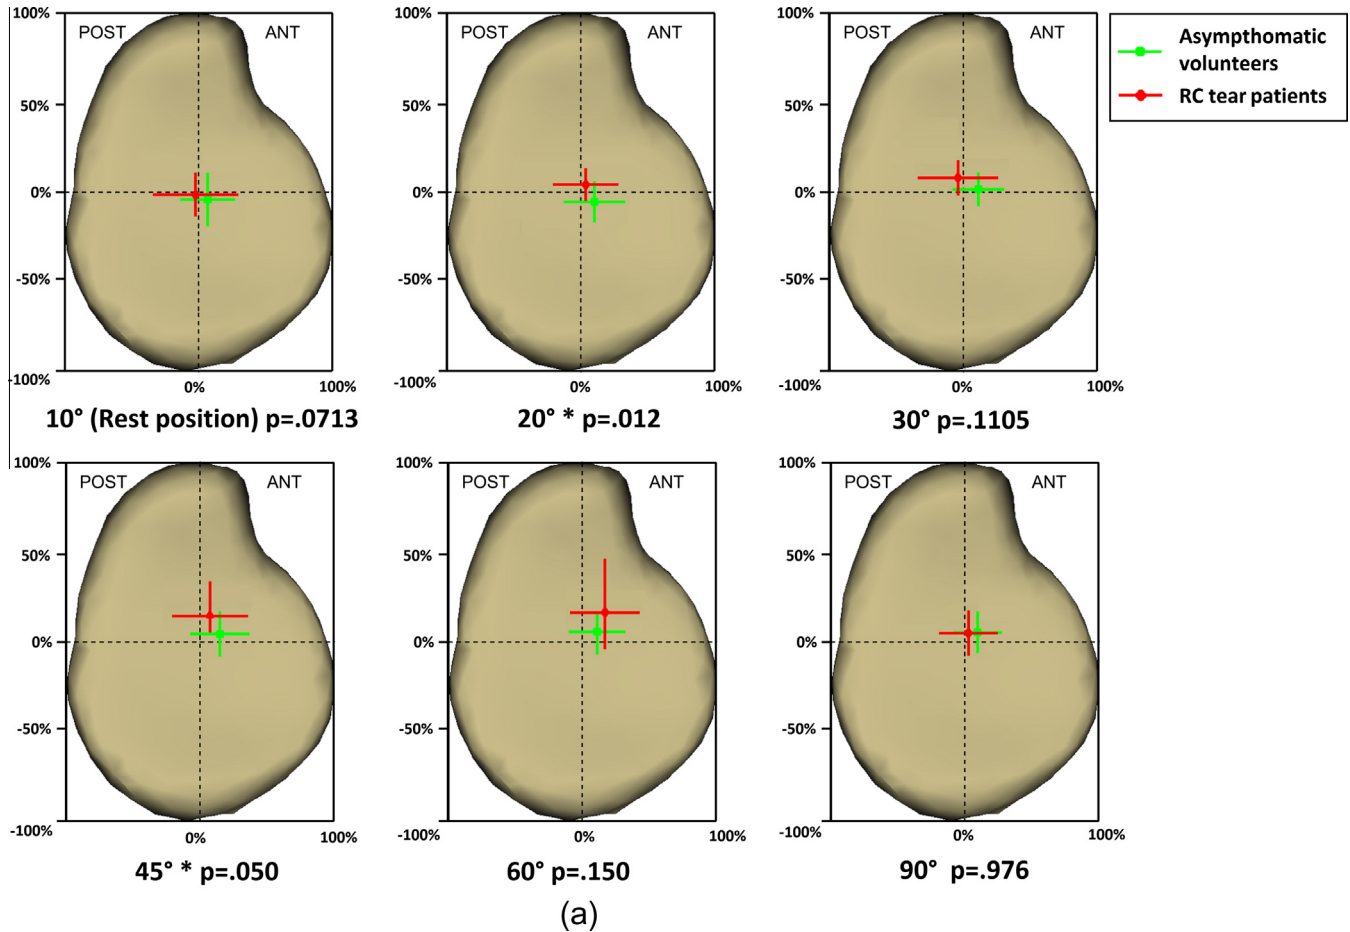 100%
POST
ANT
50%
0%
-50%
-100%
0%
100%
10° (Rest position) p=.0713
100%
POST
ANT
50%
0%
-50%
-100%
0%
100%
20° * p=.012
100%
POST
ANT
50%
0%
-50%
-100%
0%
100%
30° p=.1105
Asympthomatic
volunteers
RC tear patients
100%
POST
ANT
50%
0%
-50%
-100%
0%
100%
45° * p=.050
100%
POST
ANT
50%
0%
-50%
-100%
0%
100%
60° p=.150
100%
POST
ANT
50%
0%
-50%
-100%
0%
100%
90° p=.976
(a)